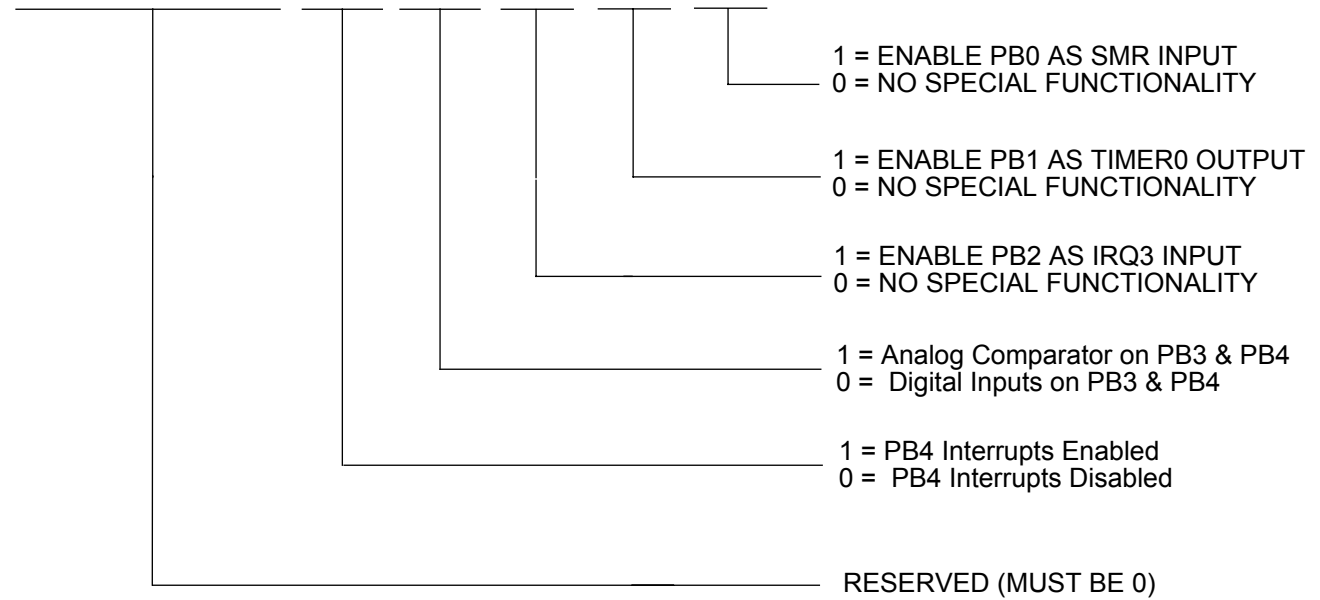 1 = ENABLE PB0 AS SMR INPUT
0 = NO SPECIAL FUNCTIONALITY
1 = ENABLE PB1 AS TIMER0 OUTPUT
0 = NO SPECIAL FUNCTIONALITY
1 = ENABLE PB2 AS IRQ3 INPUT
0 = NO SPECIAL FUNCTIONALITY
1 = Analog Comparator on PB3 & PB4
0 = Digital Inputs on PB3 & PB4
1 = PB4 Interrupts Enabled
0 = PB4 Interrupts Disabled
RESERVED (MUST BE 0)